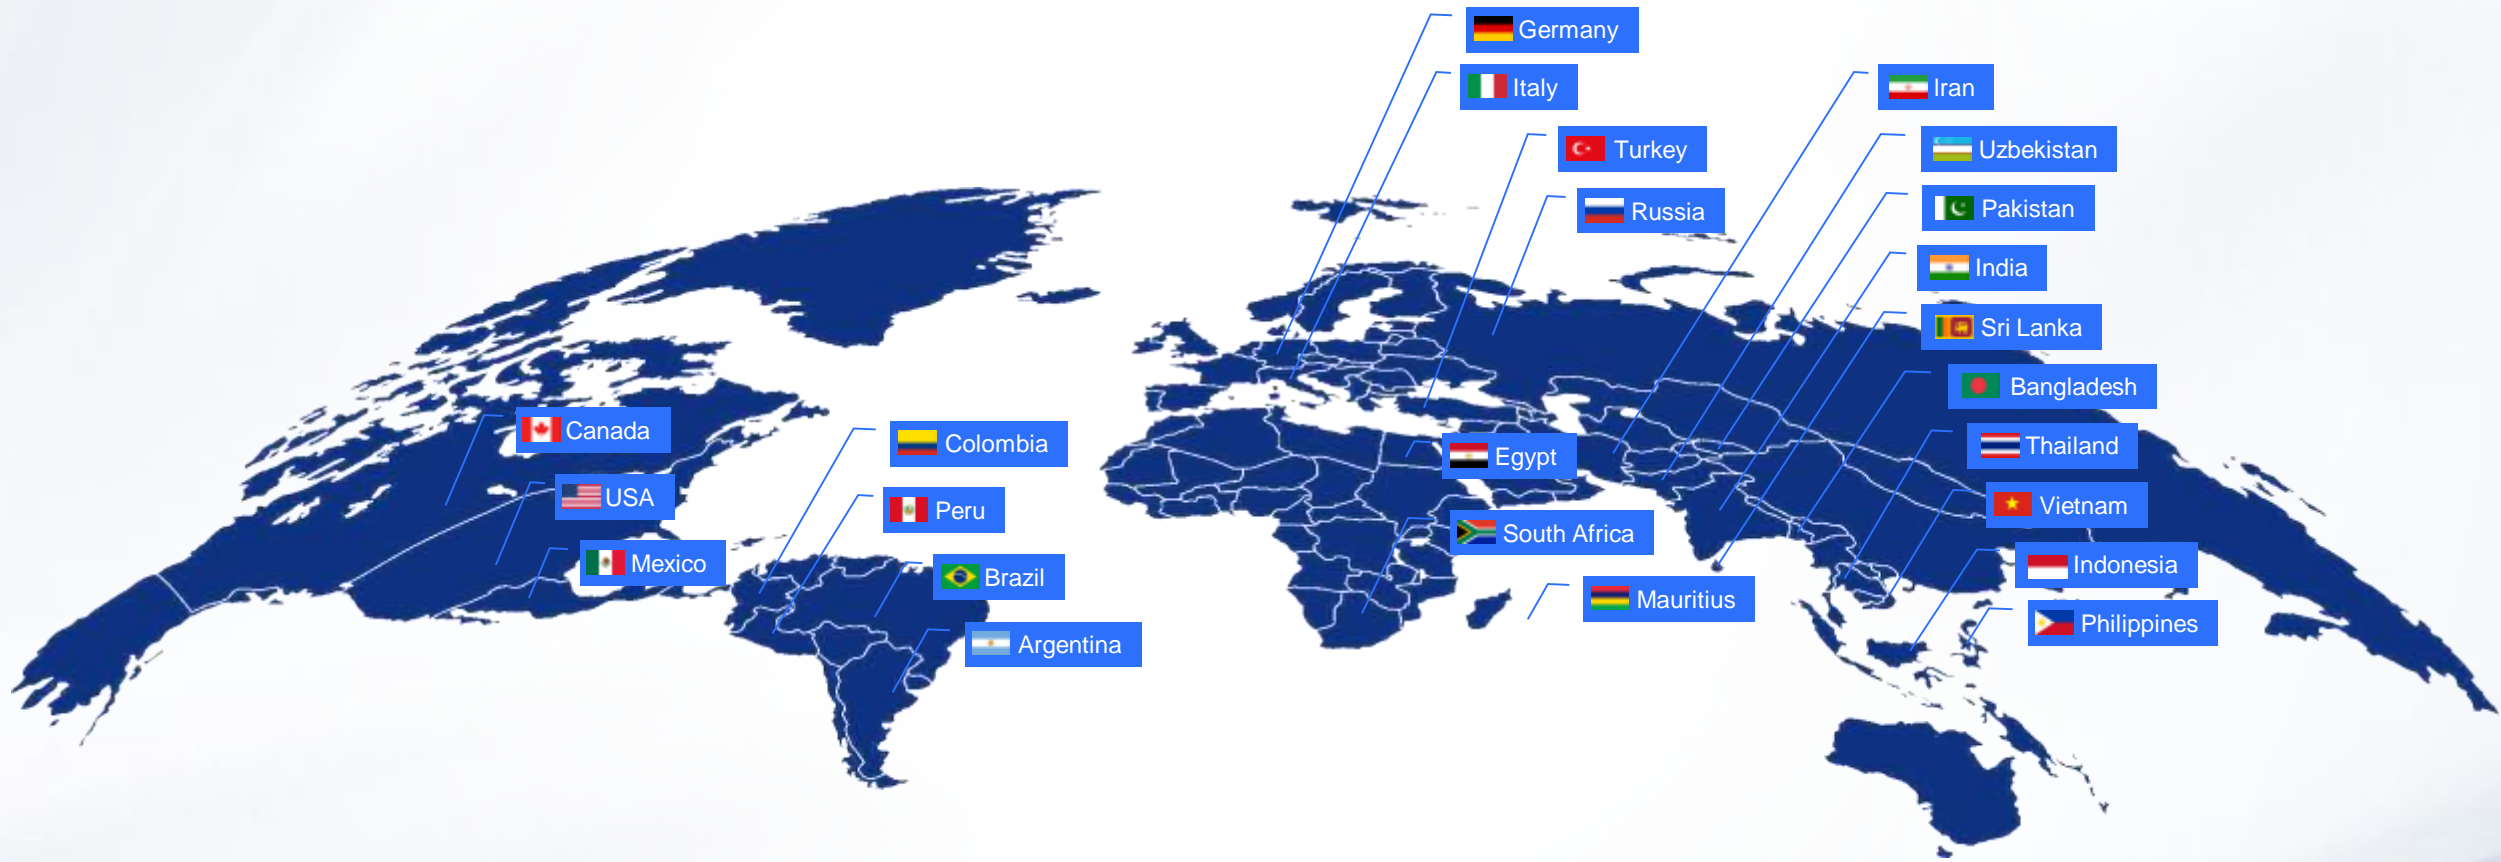 Germany
Italy
Iran
Turkey
Uzbekistan
Russia
Pakistan
India
Sri Lanka
Bangladesh
Canada
Colombia
Egypt
Thailand
USA
Peru
Vietnam
South Africa
Mexico
Brazil
Indonesia
Mauritius
Philippines
Argentina